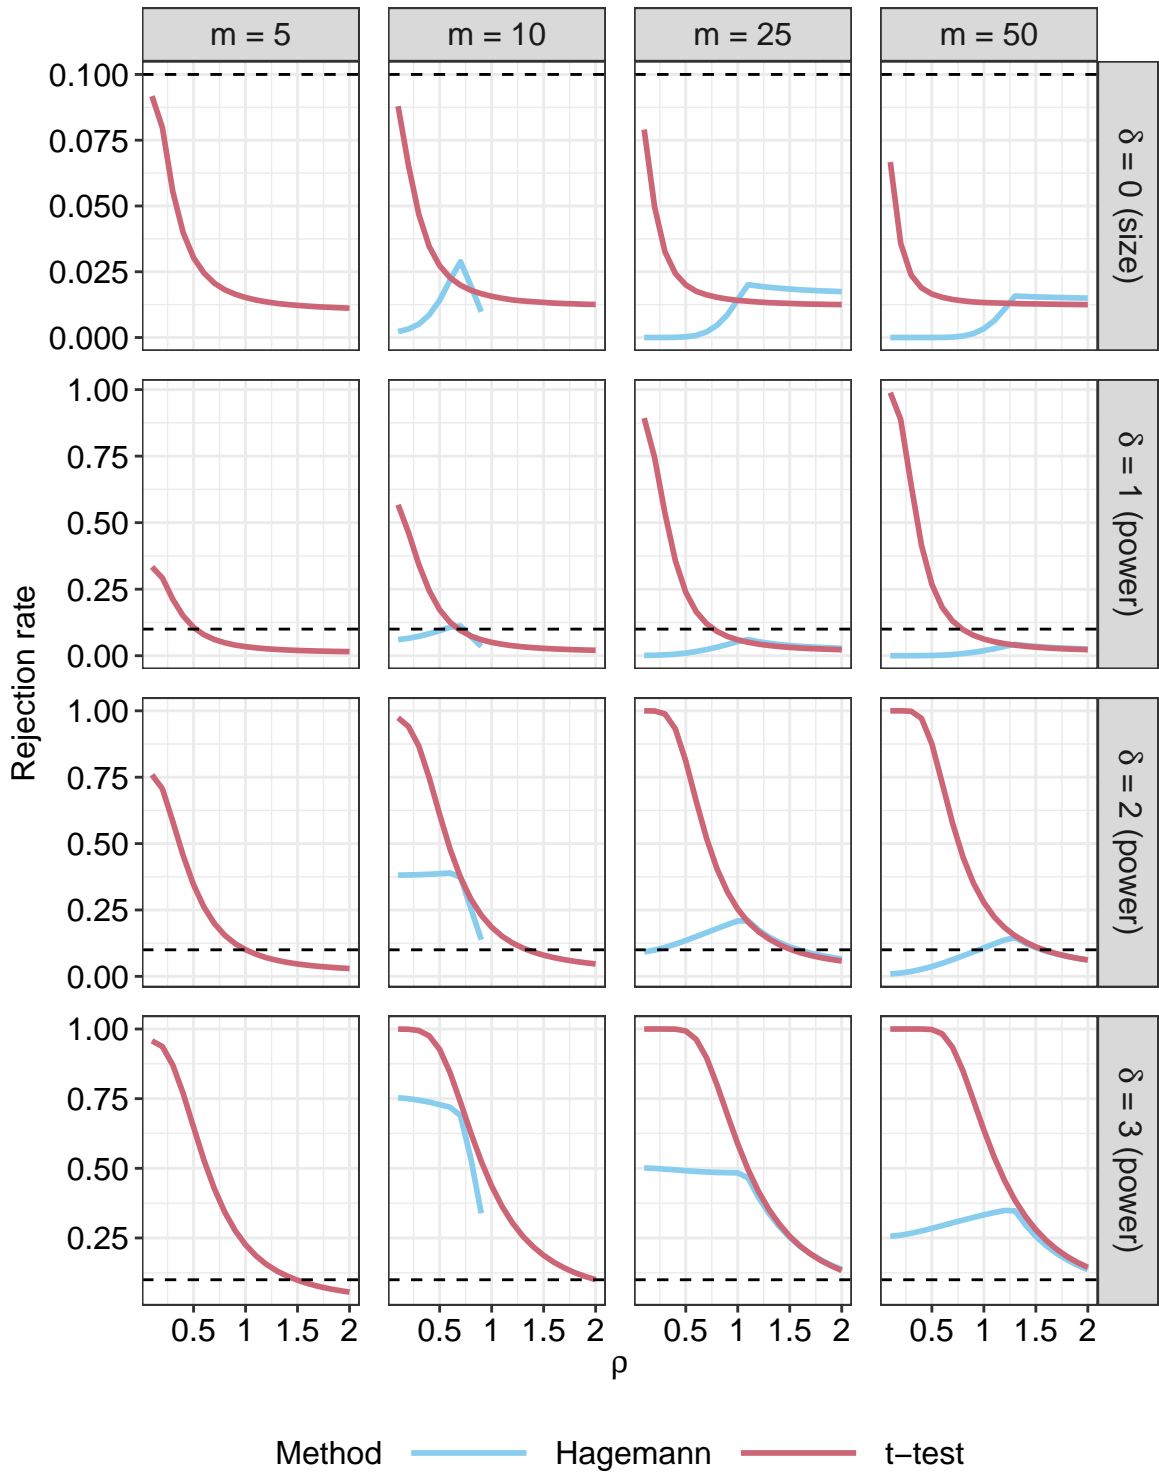 m = 5
m = 10
m = 25
m = 50
0.100
0.075
0.050
0.025
0.000
δ = 0 (size)
1.00
0.75
0.50
0.25
0.00
δ = 1 (power)
Rejection rate
1.00
0.75
0.50
0.25
0.00
δ = 2 (power)
1.00
0.75
0.50
0.25
δ = 3 (power)
0.5 1 1.5 2
0.5 1 1.5 2
0.5 1 1.5 2
0.5 1 1.5 2
ρ
Method Hagemann t−test